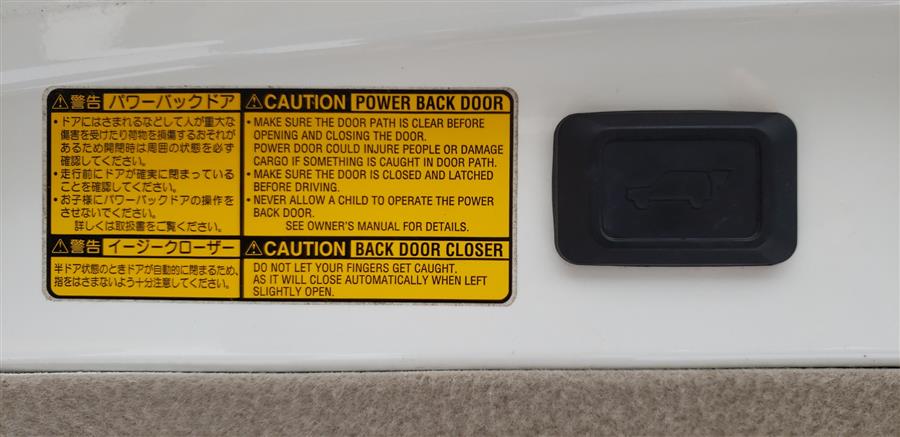 ⚠警告 パワーバックドア
・ドアにはさまれるなどして人が重大な
傷害を受けたり荷物を損傷するおそれが
あるため開閉時は周囲の状態を必ず
確認してください。
・走行前にドアが確実に閉まっている
ことを確認してください。
・お子様にパワーバックドアの操作を
させないでください。
詳しくは取扱書をご覧ください。
⚠警告 イージークローザー
半ドア状態のときドアが自動的に閉まるため、
指をはさまないよう十分注意してください。
⚠CAUTION POWER BACK DOOR
• MAKE SURE THE DOOR PATH IS CLEAR BEFORE
OPENING AND CLOSING THE DOOR.
POWER DOOR COULD INJURE PEOPLE OR DAMAGE
CARGO IF SOMETHING IS CAUGHT IN DOOR PATH.
• MAKE SURE THE DOOR IS CLOSED AND LATCHED
BEFORE DRIVING.
• NEVER ALLOW A CHILD TO OPERATE THE POWER
BACK DOOR.
SEE OWNER'S MANUAL FOR DETAILS.
⚠CAUTION BACK DOOR CLOSER
DO NOT LET YOUR FINGERS GET CAUGHT.
AS IT WILL CLOSE AUTOMATICALLY WHEN LEFT
SLIGHTLY OPEN.